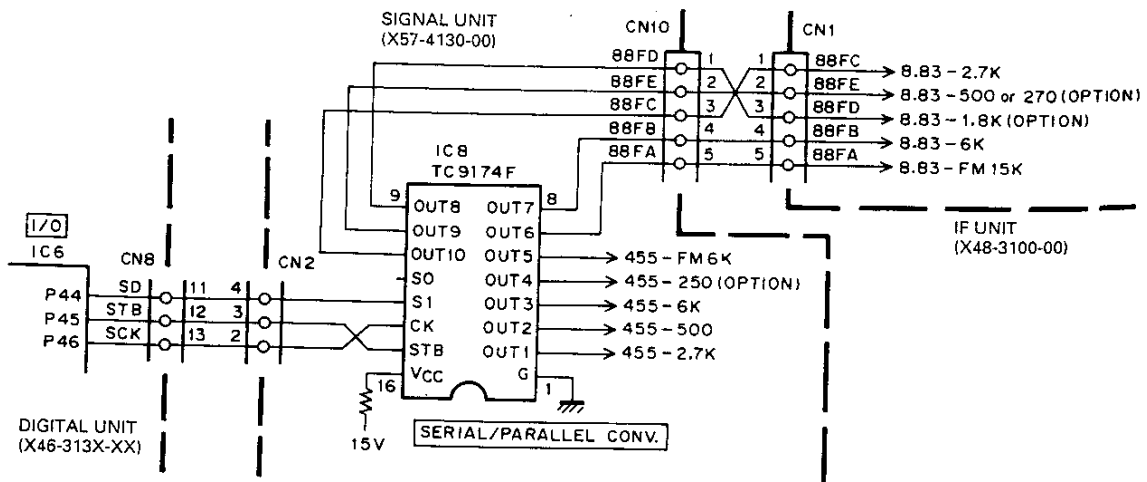 SIGNAL UNIT
(X57-4130-00)
CN10
CN1
88FD 1 1 88FC 8.83-2.7K
88FE 2 2 88FE 8.83-500 or 270 (OPTION)
88FC 3 3 88FD 8.83-1.8K (OPTION)
88FB 4 4 88FB 8.83-6K
88FA 5 5 88FA 8.83-FM 15K
IC8
TC9174F
9 OUT8 OUT7 8
OUT9 OUT6
OUT10 OUT5 455-FM 6K
SO OUT4 455-250 (OPTION)
S1 OUT3 455-6K
CK OUT2 455-500
STB OUT1 455-2.7K
16 VCC G 1
15V
SERIAL/PARALLEL CONV.
I/O
IC6
CN8
CN2
P44 SD 11 4
P45 STB 12 3
P46 SCK 13 2
DIGITAL UNIT
(X46-313X-XX)
IF UNIT
(X48-3100-00)